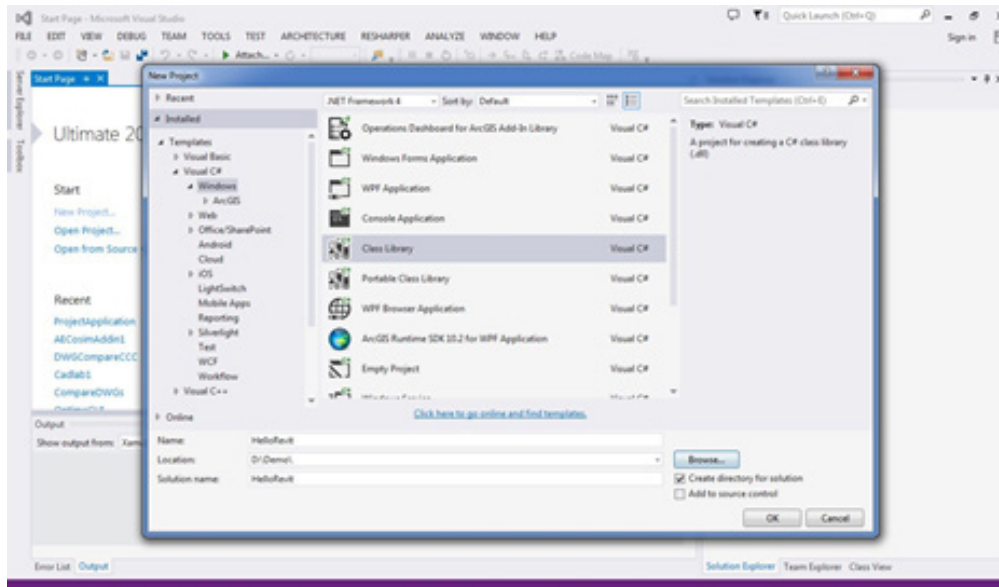 Start Page - Microsoft Visual Studio
Quick Launch (Ctrl+Q)
FILE EDIT VIEW DEBUG TEAM TOOLS TEST ARCHITECTURE RESHARPER ANALYZE WINDOW HELP
Sign in
Attach...
Code Map
Server Explorer
Toolbox
Start Page
Ultimate 20
Start
New Project...
Open Project...
Open from Source
Recent
ProjectApplication
AECosimAddin1
DWGCompareCCC
Cadlab1
CompareDWGs
New Project
Recent
Installed
Templates
Visual Basic
Visual C#
Windows
ArcGIS
Web
Office/SharePoint
Android
Cloud
iOS
LightSwitch
Mobile Apps
Reporting
Silverlight
Test
WCF
Workflow
Visual C++
Online
.NET Framework 4 Sort by: Default
Search Installed Templates (Ctrl+E)
Operations Dashboard for ArcGIS Add-In Library Visual C#
Windows Forms Application Visual C#
WPF Application Visual C#
Console Application Visual C#
Class Library Visual C#
Portable Class Library Visual C#
WPF Browser Application Visual C#
ArcGIS Runtime SDK 10.2 for WPF Application Visual C#
Empty Project Visual C#
Windows Service Visual C#
Click here to go online and find templates.
Type: Visual C#
A project for creating a C# class library
(.dll)
Name: HelloRevit
Location: D:\Demo\
Browse...
Solution name: HelloRevit
Create directory for solution
Add to source control
OK Cancel
Output
Show output from: Xam
Error List Output
Solution Explorer Team Explorer Class View